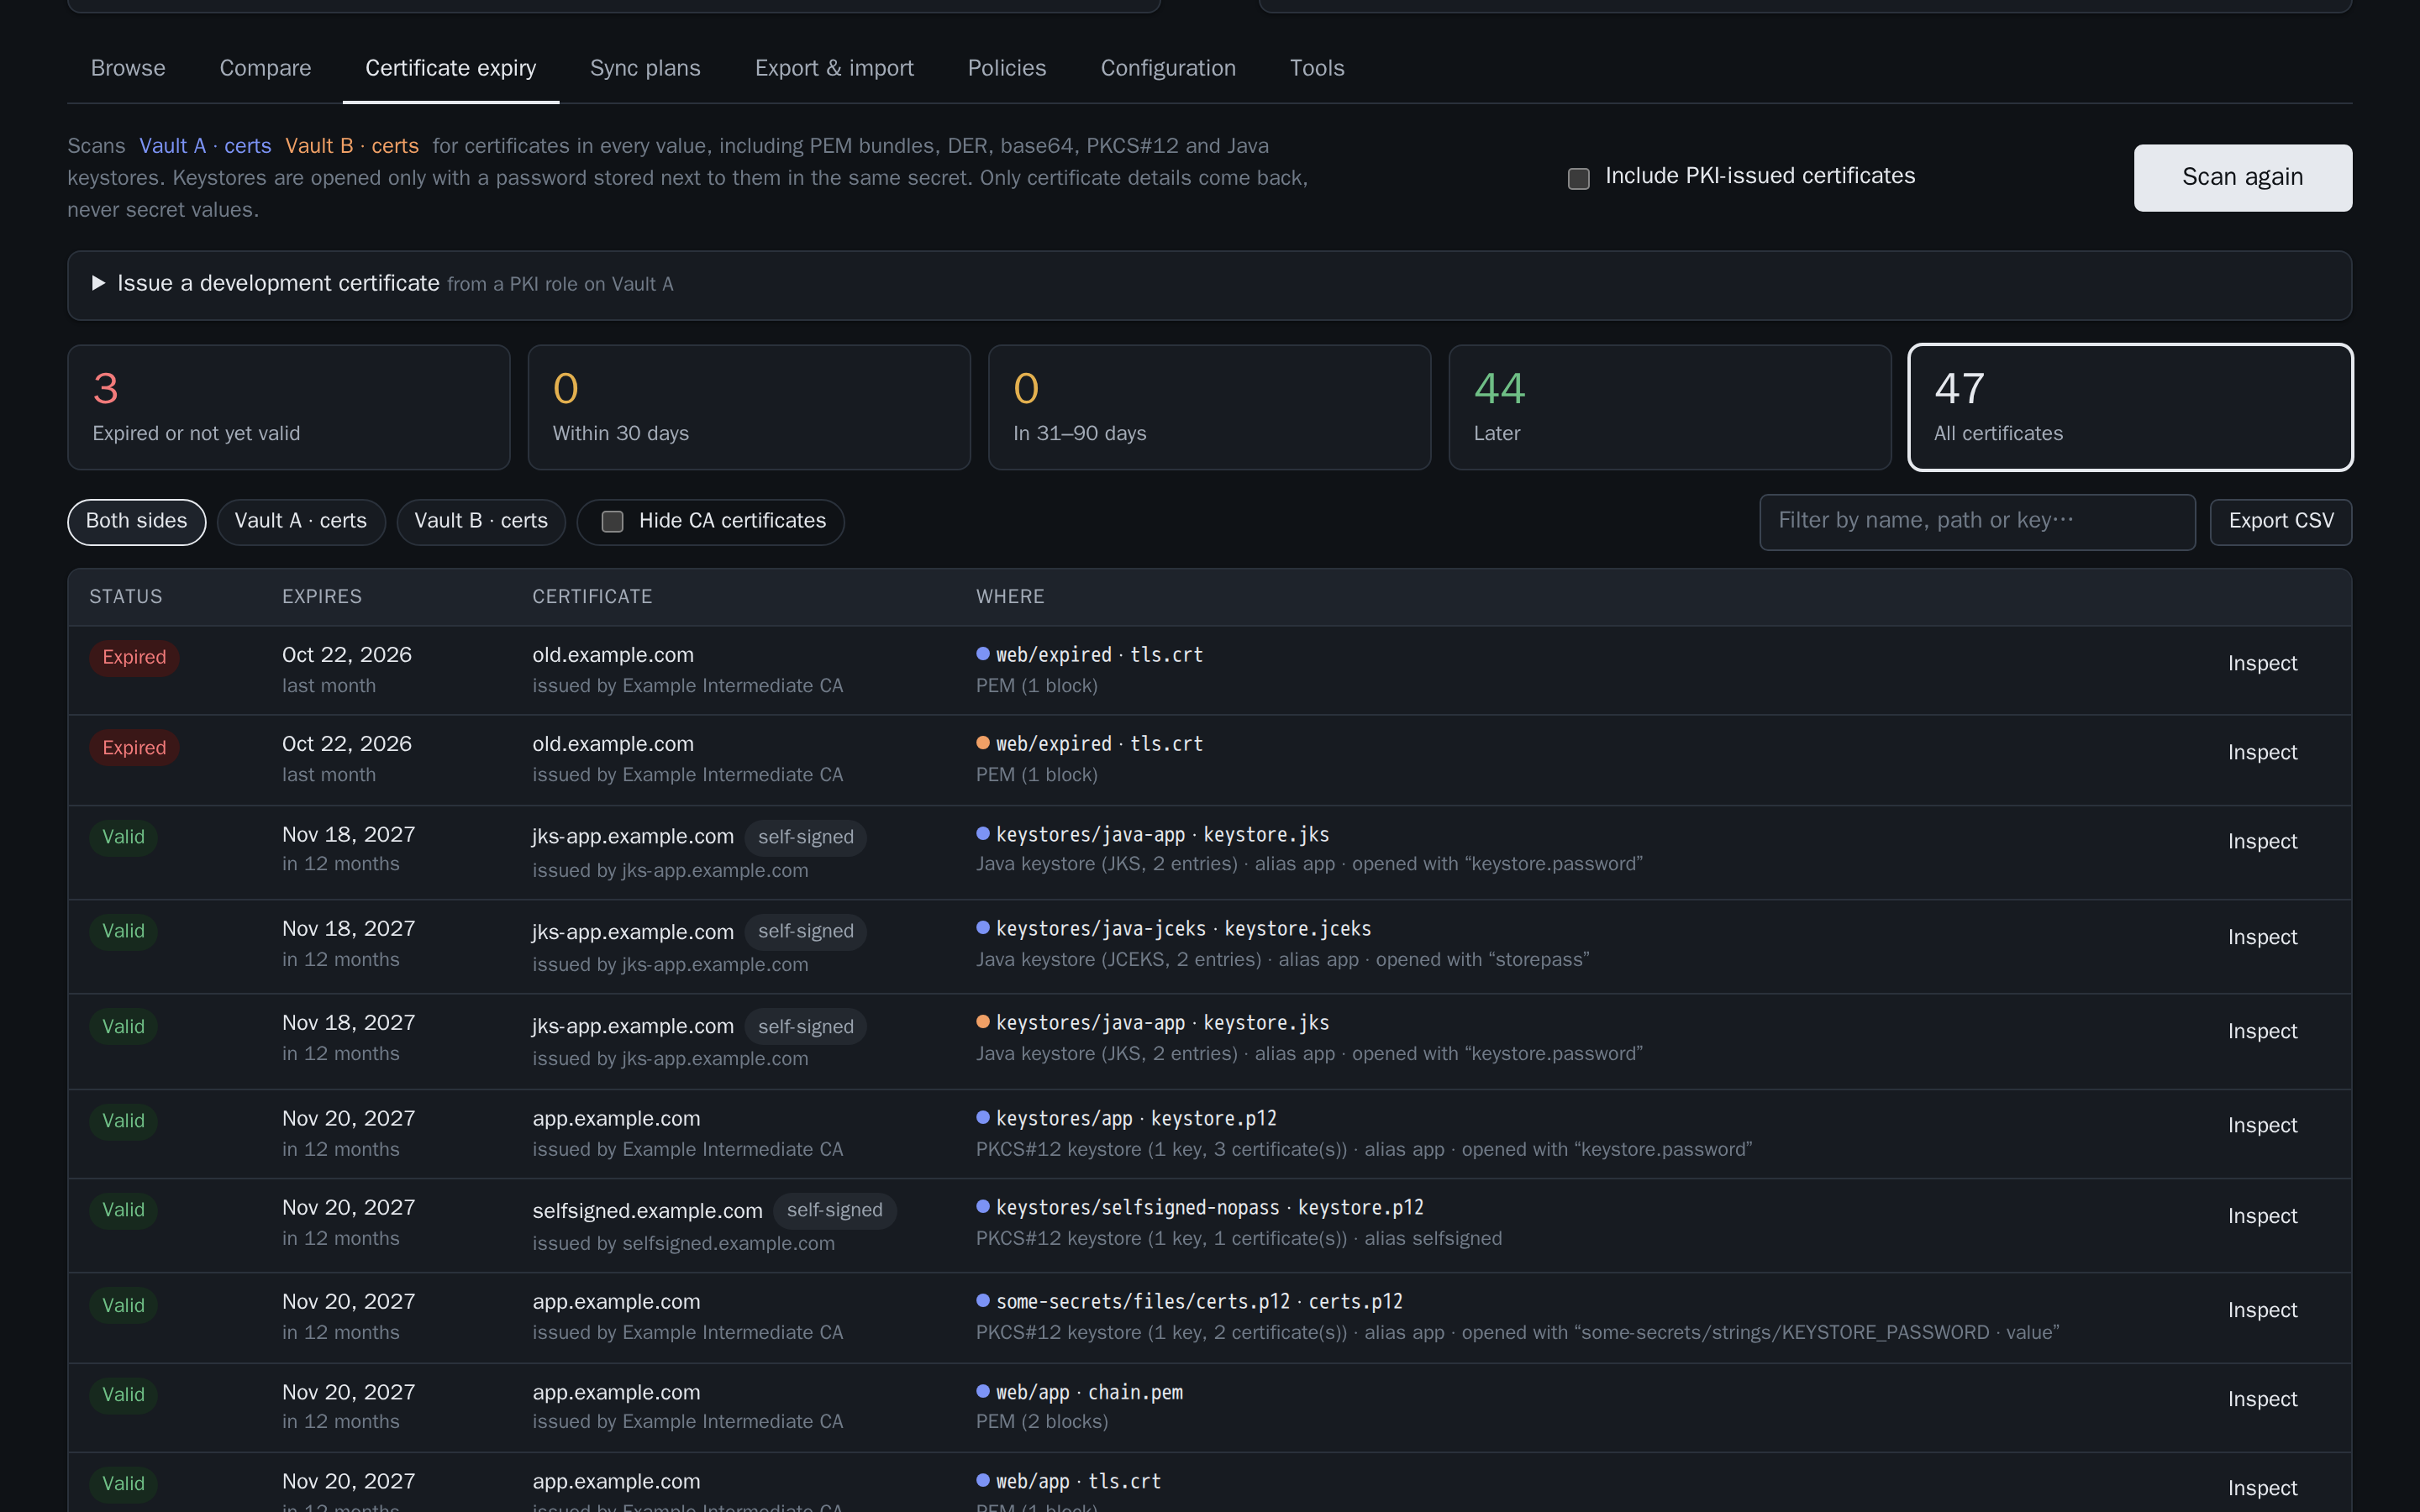 Browse Compare Certificate expiry Sync plans Export & import Policies Configuration Tools
Scans Vault A · certs Vault B · certs for certificates in every value, including PEM bundles, DER, base64, PKCS#12 and Java
keystores. Keystores are opened only with a password stored next to them in the same secret. Only certificate details come back,
never secret values.
Include PKI-issued certificates
Scan again
▶ Issue a development certificate from a PKI role on Vault A
3
Expired or not yet valid
0
Within 30 days
0
In 31–90 days
44
Later
47
All certificates
Both sides Vault A · certs Vault B · certs Hide CA certificates Filter by name, path or key··· Export CSV
STATUS EXPIRES CERTIFICATE WHERE
Expired Oct 22, 2026 old.example.com web/expired · tls.crt Inspect
last month issued by Example Intermediate CA PEM (1 block)
Expired Oct 22, 2026 old.example.com web/expired · tls.crt Inspect
last month issued by Example Intermediate CA PEM (1 block)
Valid Nov 18, 2027 jks-app.example.com self-signed keystores/java-app · keystore.jks Inspect
in 12 months issued by jks-app.example.com Java keystore (JKS, 2 entries) · alias app · opened with “keystore.password”
Valid Nov 18, 2027 jks-app.example.com self-signed keystores/java-jceks · keystore.jceks Inspect
in 12 months issued by jks-app.example.com Java keystore (JCEKS, 2 entries) · alias app · opened with “storepass”
Valid Nov 18, 2027 jks-app.example.com self-signed keystores/java-app · keystore.jks Inspect
in 12 months issued by jks-app.example.com Java keystore (JKS, 2 entries) · alias app · opened with “keystore.password”
Valid Nov 20, 2027 app.example.com keystores/app · keystore.p12 Inspect
in 12 months issued by Example Intermediate CA PKCS#12 keystore (1 key, 3 certificate(s)) · alias app · opened with “keystore.password”
Valid Nov 20, 2027 selfsigned.example.com self-signed keystores/selfsigned-nopass · keystore.p12 Inspect
in 12 months issued by selfsigned.example.com PKCS#12 keystore (1 key, 1 certificate(s)) · alias selfsigned
Valid Nov 20, 2027 app.example.com some-secrets/files/certs.p12 · certs.p12 Inspect
in 12 months issued by Example Intermediate CA PKCS#12 keystore (1 key, 2 certificate(s)) · alias app · opened with “some-secrets/strings/KEYSTORE_PASSWORD · value”
Valid Nov 20, 2027 app.example.com web/app · chain.pem Inspect
in 12 months issued by Example Intermediate CA PEM (2 blocks)
Valid Nov 20, 2027 app.example.com web/app · tls.crt Inspect
in 12 months issued by Example Intermediate CA PEM (1 block)